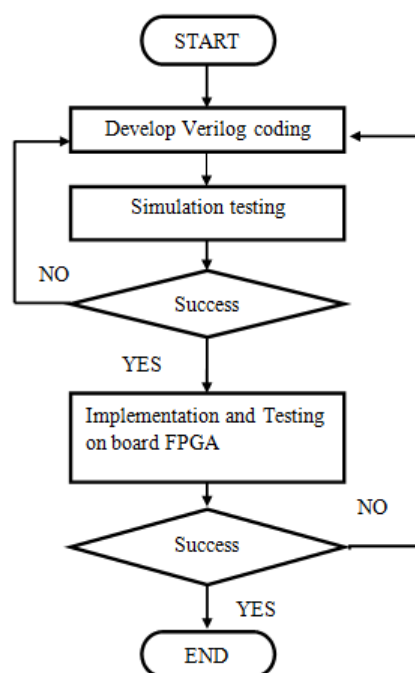 START
Develop Verilog coding
Simulation testing
NO
Success
YES
Implementation and Testing
on board FPGA
NO
Success
YES
END